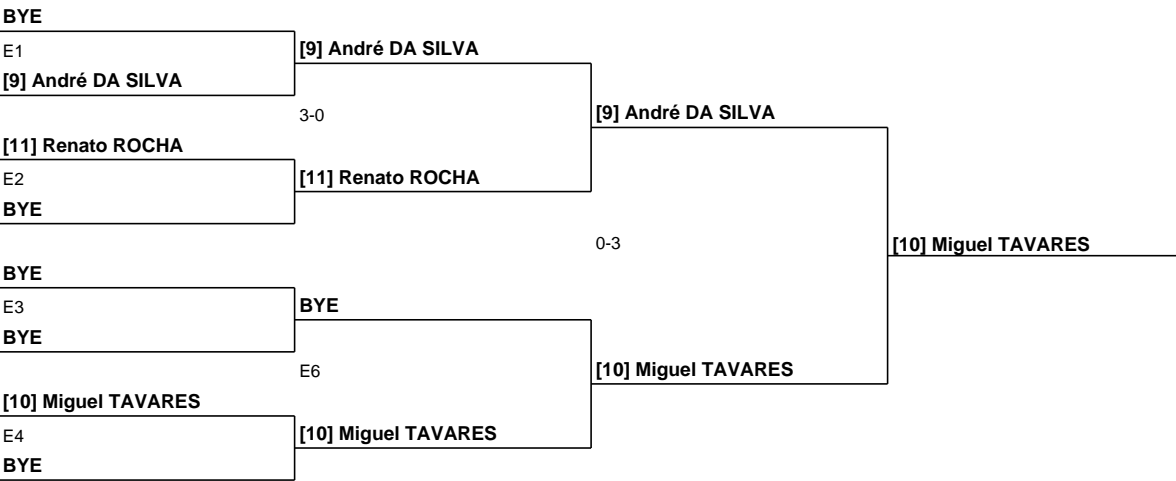 BYE
E1
[9] André DA SILVA
[9] André DA SILVA
3-0
[9] André DA SILVA
[11] Renato ROCHA
E2
[11] Renato ROCHA
BYE
0-3
[10] Miguel TAVARES
BYE
E3
BYE
BYE
E6
[10] Miguel TAVARES
[10] Miguel TAVARES
E4
[10] Miguel TAVARES
BYE